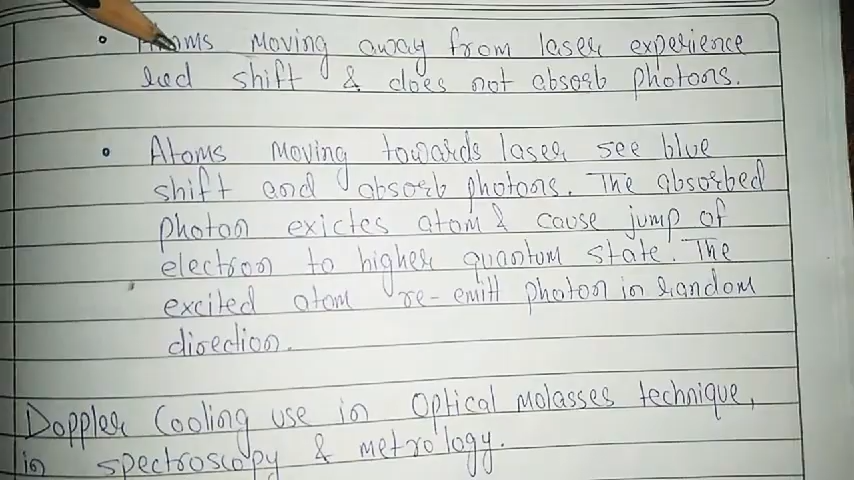 Atoms moving away from laser experience
red shift & does not absorb photons.
Atoms moving towards laser see blue
shift and absorb photons. The absorbed
photon exictes atom & cause jump of
electron to higher quantum state. The
excited atom re-emitt photon in random
direction.
Doppler Cooling use in Optical Molasses technique,
in spectroscopy & metrology.